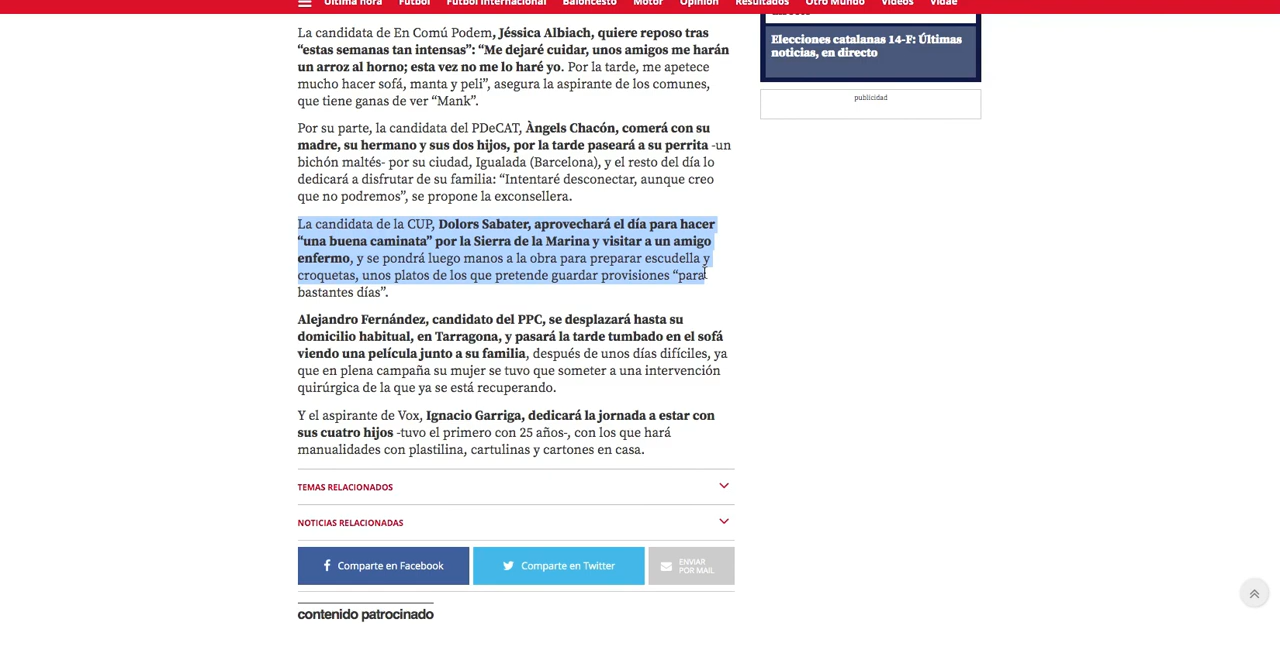 Última hora Fútbol Fútbol Internacional Baloncesto Motor Opinión Resultados Otro Mundo Vídeos Vidae
La candidata de En Comú Podem, Jéssica Albiach, quiere reposo tras
“estas semanas tan intensas”: “Me dejaré cuidar, unos amigos me harán
un arroz al horno; esta vez no me lo haré yo. Por la tarde, me apetece
mucho hacer sofá, manta y peli”, asegura la aspirante de los comunes,
que tiene ganas de ver “Mank”.
Por su parte, la candidata del PDeCAT, Àngels Chacón, comerá con su
madre, su hermano y sus dos hijos, por la tarde paseará a su perrita -un
bichón maltés- por su ciudad, Igualada (Barcelona), y el resto del día lo
dedicará a disfrutar de su familia: “Intentaré desconectar, aunque creo
que no podremos”, se propone la exconsellera.
La candidata de la CUP, Dolors Sabater, aprovechará el día para hacer
“una buena caminata” por la Sierra de la Marina y visitar a un amigo
enfermo, y se pondrá luego manos a la obra para preparar escudella y
croquetas, unos platos de los que pretende guardar provisiones “para
bastantes días”.
Alejandro Fernández, candidato del PPC, se desplazará hasta su
domicilio habitual, en Tarragona, y pasará la tarde tumbado en el sofá
viendo una película junto a su familia, después de unos días difíciles, ya
que en plena campaña su mujer se tuvo que someter a una intervención
quirúrgica de la que ya se está recuperando.
Y el aspirante de Vox, Ignacio Garriga, dedicará la jornada a estar con
sus cuatro hijos -tuvo el primero con 25 años-, con los que hará
manualidades con plastilina, cartulinas y cartones en casa.
TEMAS RELACIONADOS
NOTICIAS RELACIONADAS
Comparte en Facebook
Comparte en Twitter
ENVIAR
POR MAIL
contenido patrocinado
Elecciones catalanas 14-F: Últimas
noticias, en directo
publicidad